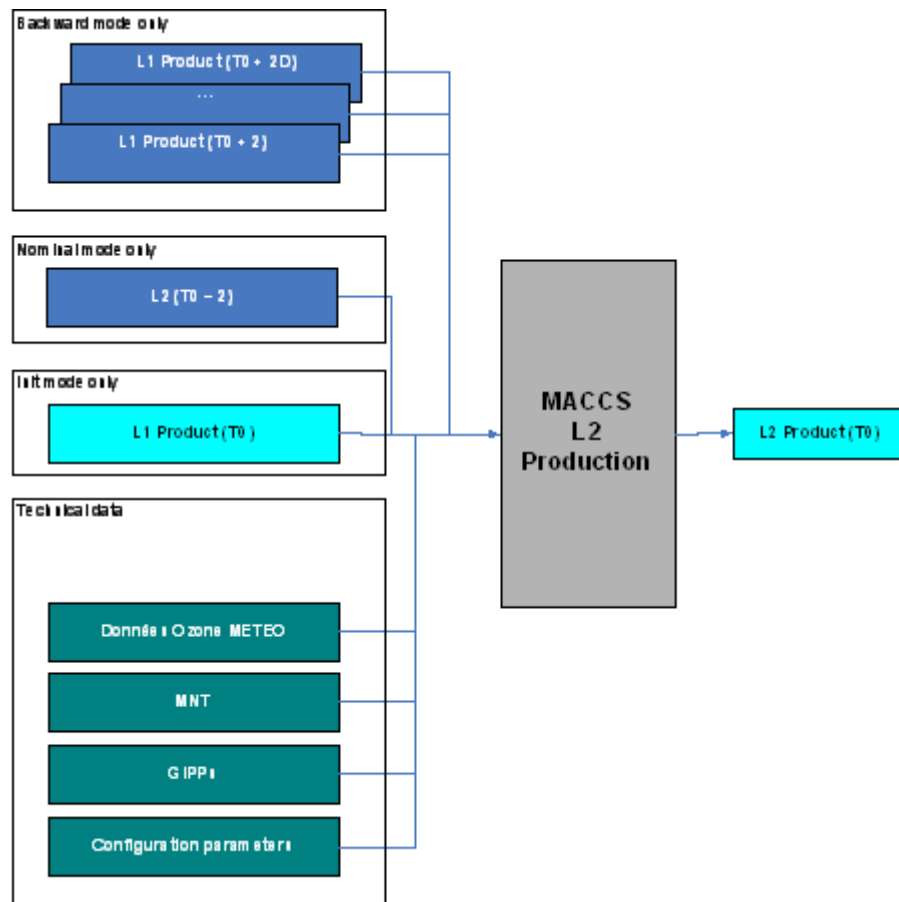 Backward mode only
L1 Product (T0 + 2D)
...
L1 Product (T0 + 2)
Nominal mode only
L2 (T0 – 2)
Init mode only
L1 Product (T0 )
Technical data
Données Ozone METEO
MNT
GIPPs
Configuration parameters
MACCS
L2
Production
L2 Product (T0)